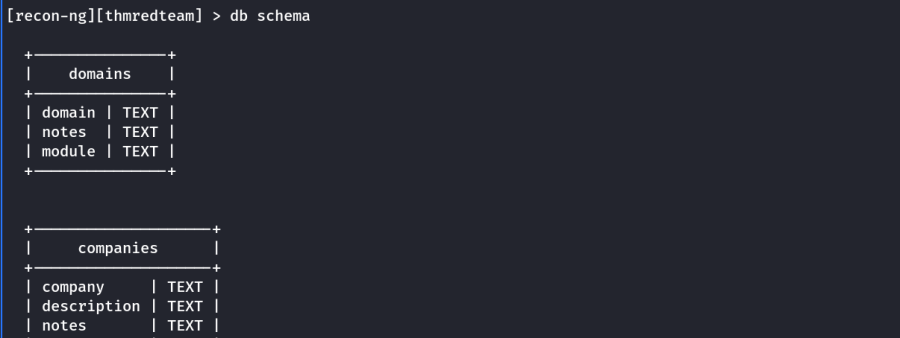 [recon-ng][thmredteam] > db schema
+---------------+
|    domains    |
+---------------+
| domain | TEXT |
| notes  | TEXT |
| module | TEXT |
+---------------+
+--------------------+
|     companies      |
+--------------------+
| company     | TEXT |
| description | TEXT |
| notes       | TEXT |